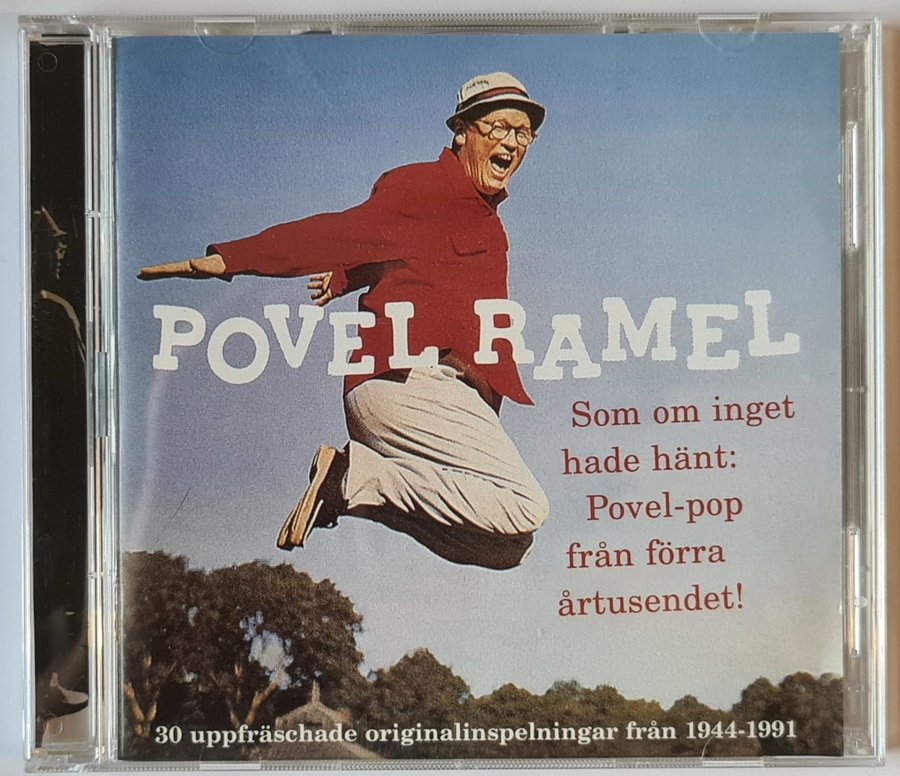 POVEL RAMEL
Som om inget
hade hänt:
Povel-pop
från förra
årtusendet!
30 uppfräschade originalinspelningar från 1944-1991